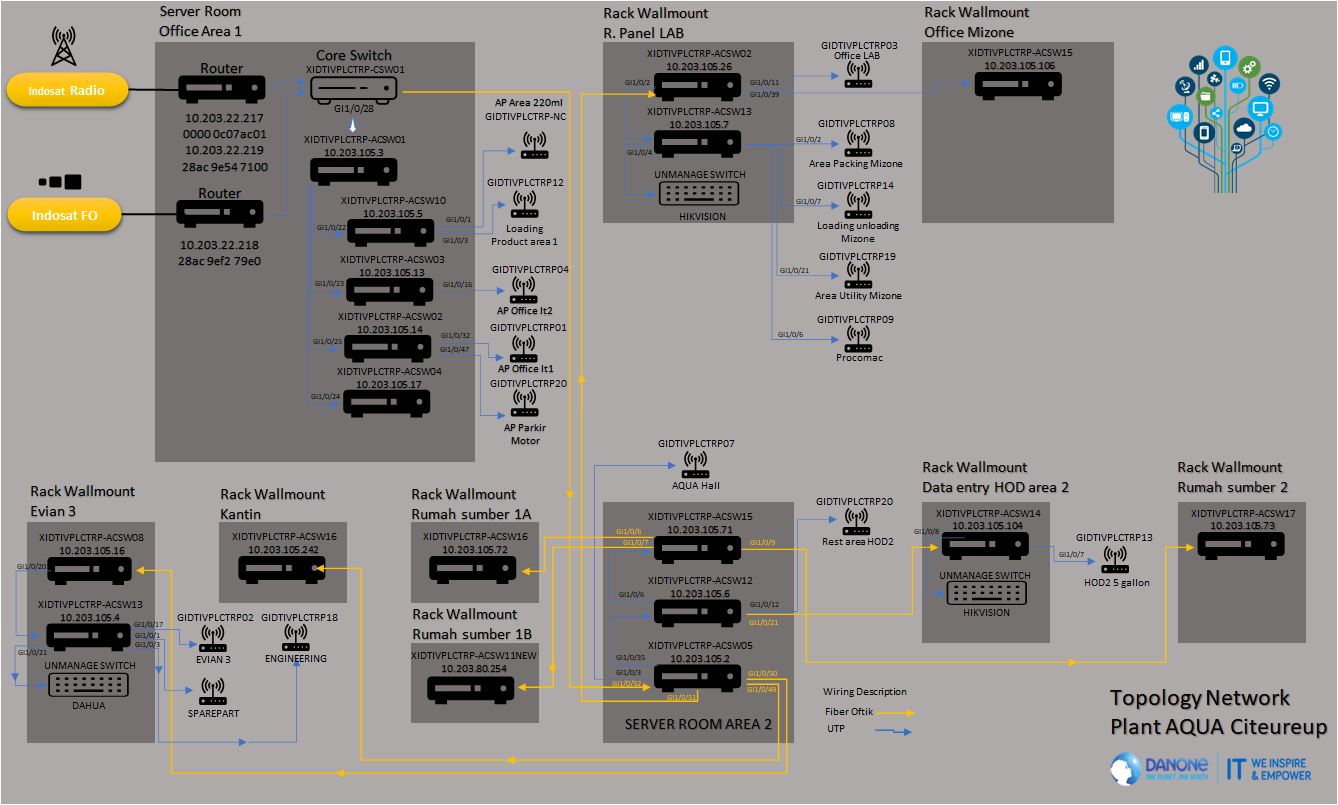 Server Room
Office Area 1
Indosat Radio
Router
10.203.22.217
0000 0c07ac01
10.203.22.219
28ac 9e54 7100
Indosat FO
Router
10.203.22.218
28ac 9ef2 79e0
Core Switch
XIDTIVPLCTRP-CSW01
GI1/0/28
XIDTIVPLCTRP-ACSW01
10.203.105.3
XIDTIVPLCTRP-ACSW10
10.203.105.5
GI1/0/22
GI1/0/1
GI1/0/3
XIDTIVPLCTRP-ACSW03
10.203.105.13
GI1/0/23
GI1/0/16
XIDTIVPLCTRP-ACSW02
10.203.105.14
GI1/0/25
GI1/0/32
GI1/0/47
XIDTIVPLCTRP-ACSW04
10.203.105.17
GI1/0/24
AP Area 220ml
GIDTIVPLCTRP-NC
GIDTIVPLCTRP12
Loading
Product area 1
GIDTIVPLCTRP04
AP Office lt2
GIDTIVPLCTRP01
AP Office lt1
GIDTIVPLCTRP20
AP Parkir
Motor
Rack Wallmount
R. Panel LAB
XIDTIVPLCTRP-ACSW02
10.203.105.26
GI1/0/2
GI1/0/11
GI1/0/39
XIDTIVPLCTRP-ACSW13
10.203.105.7
GI1/0/4
UNMANAGE SWITCH
HIKVISION
GIDTIVPLCTRP03
Office LAB
GIDTIVPLCTRP08
GI1/0/2
Area Packing Mizone
GIDTIVPLCTRP14
GI1/0/7
Loading unloading
Mizone
GIDTIVPLCTRP19
GI1/0/21
Area Utility Mizone
GIDTIVPLCTRP09
GI1/0/6
Procomac
Rack Wallmount
Office Mizone
XIDTIVPLCTRP-ACSW15
10.203.105.106
Rack Wallmount
Evian 3
XIDTIVPLCTRP-ACSW08
10.203.105.16
GI1/0/20
XIDTIVPLCTRP-ACSW13
10.203.105.4
GI1/0/17
GI1/0/1
GI1/0/3
GI1/0/21
UNMANAGE SWITCH
DAHUA
GIDTIVPLCTRP02
EVIAN 3
GIDTIVPLCTRP18
ENGINEERING
SPAREPART
Rack Wallmount
Kantin
XIDTIVPLCTRP-ACSW16
10.203.105.242
Rack Wallmount
Rumah sumber 1A
XIDTIVPLCTRP-ACSW16
10.203.105.72
Rack Wallmount
Rumah sumber 1B
XIDTIVPLCTRP-ACSW11NEW
10.203.80.254
GIDTIVPLCTRP07
AQUA Hall
XIDTIVPLCTRP-ACSW15
10.203.105.71
GI1/0/6
GI1/0/7
GI1/0/9
XIDTIVPLCTRP-ACSW12
10.203.105.6
GI1/0/6
GI1/0/12
GI1/0/21
XIDTIVPLCTRP-ACSW05
10.203.105.2
GI1/0/35
GI1/0/3
GI1/0/52
GI1/0/51
GI1/0/50
GI1/0/49
SERVER ROOM AREA 2
GIDTIVPLCTRP20
Rest area HOD2
Rack Wallmount
Data entry HOD area 2
XIDTIVPLCTRP-ACSW14
10.203.105.104
GI1/0/8
UNMANAGE SWITCH
HIKVISION
GIDTIVPLCTRP13
GI1/0/7
HOD2 5 gallon
Rack Wallmount
Rumah sumber 2
XIDTIVPLCTRP-ACSW17
10.203.105.73
Wiring Description
Fiber Oftik
UTP
Topology Network
Plant AQUA Citeureup
DANONE
ONE PLANET. ONE HEALTH
IT WE INSPIRE
& EMPOWER